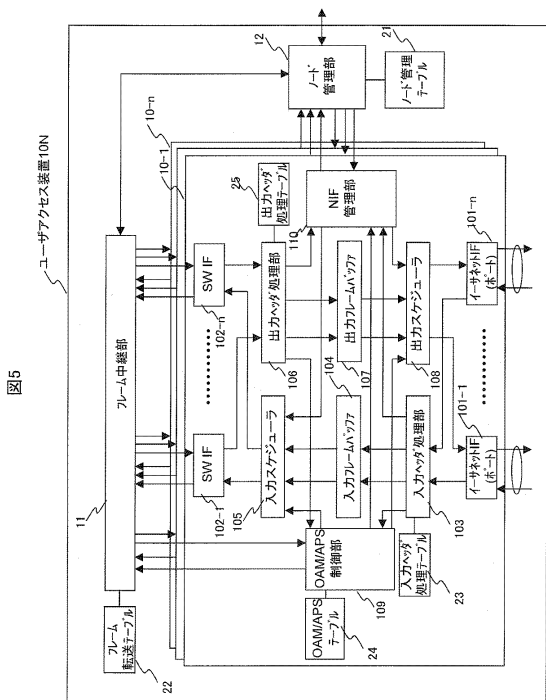 図5
ユーザアクセス装置10N
フレーム中継部
11
フレーム
転送テーブル
22
ノード
管理部
12
ノード管理
テーブル
21
10-n
10-1
SW IF
102-1
SW IF
102-n
入力スケジューラ
105
出力ヘッダ処理部
106
出力ヘッダ
処理テーブル
25
入力フレームバッファ
104
出力フレームバッファ
107
NIF
管理部
110
OAM/APS
制御部
109
OAM/APS
テーブル
24
入力ヘッダ処理部
103
入力ヘッダ
処理テーブル
23
出力スケジューラ
108
イーサネットIF
(ポート)
101-1
イーサネットIF
(ポート)
101-n